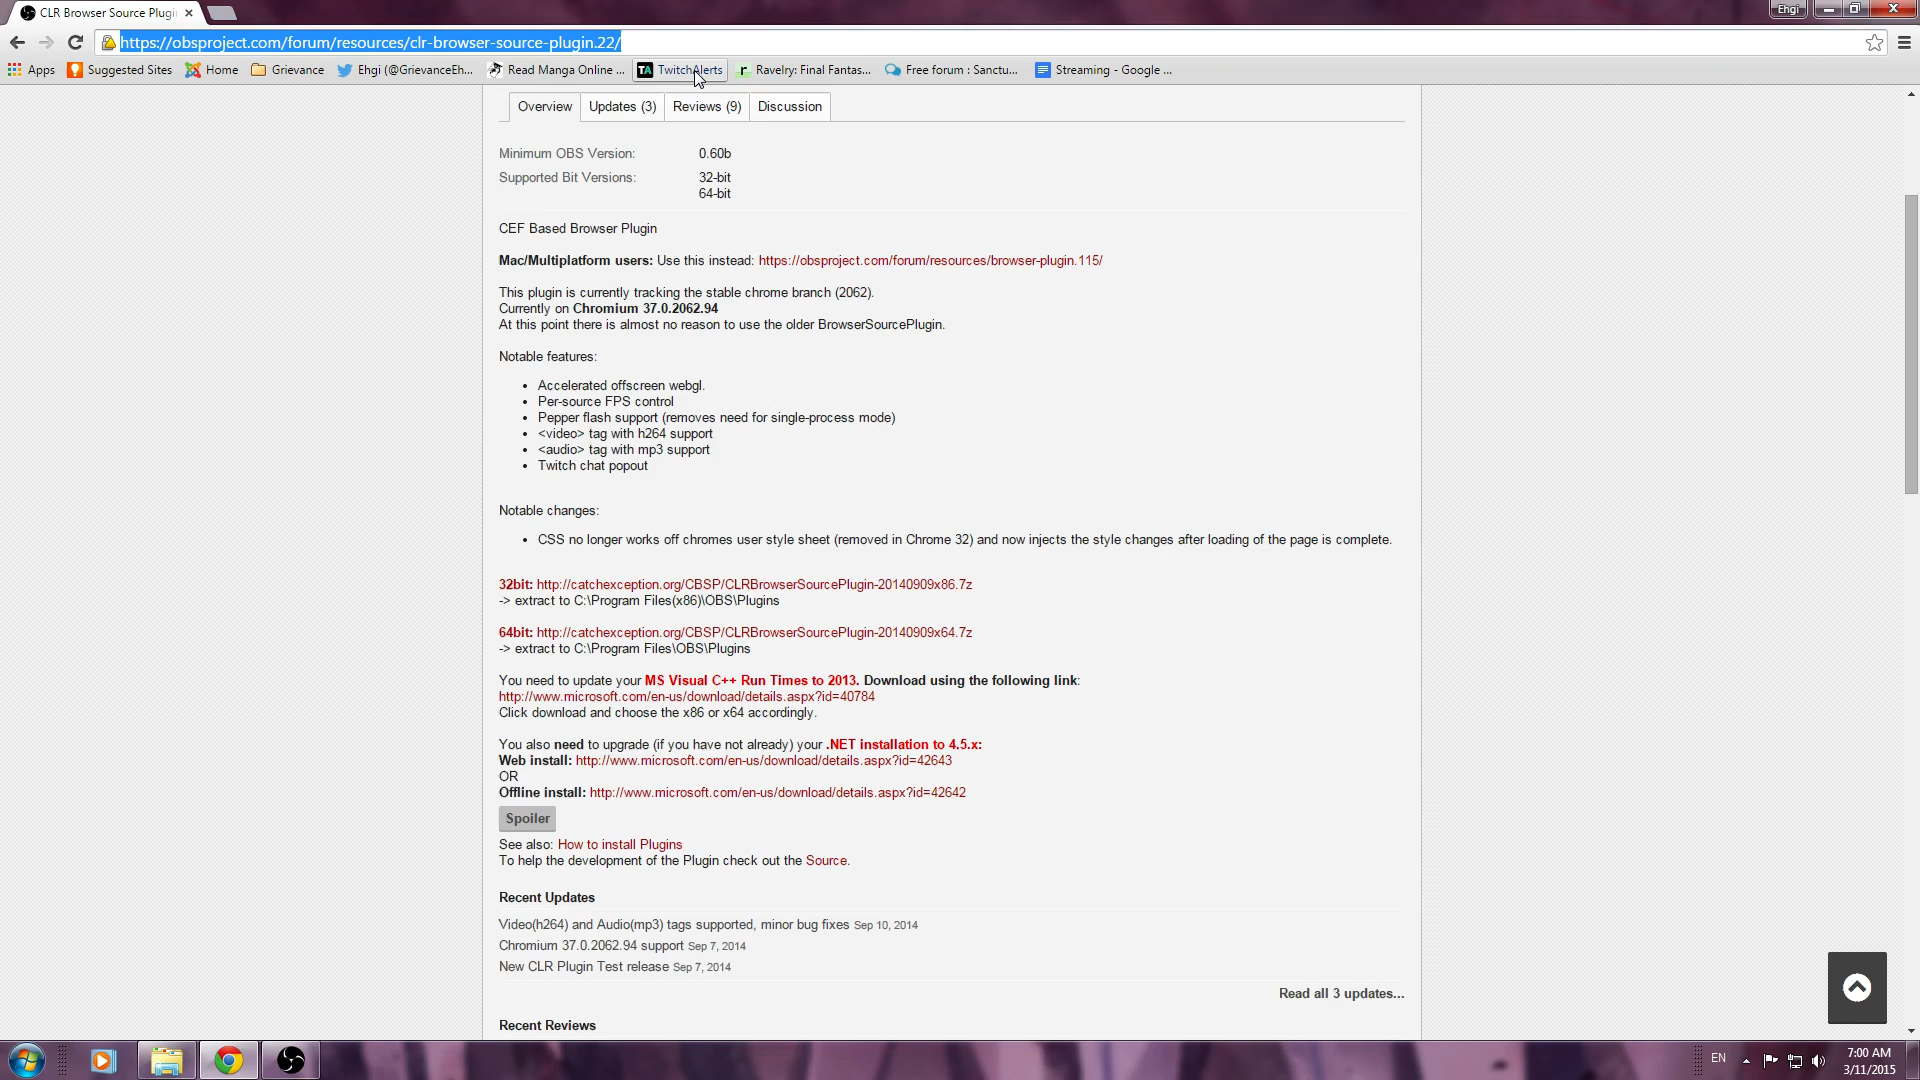 CLR Browser Source Plugi
Ehgi
https://obsproject.com/forum/resources/clr-browser-source-plugin.22/
Apps
Suggested Sites
Home
Grievance
Ehgi (@GrievanceEh...
Read Manga Online ...
TA TwitchAlerts
r Ravelry: Final Fantas...
Free forum : Sanctu...
Streaming - Google ...
Overview
Updates (3)
Reviews (9)
Discussion
Minimum OBS Version: 0.60b
Supported Bit Versions: 32-bit
64-bit
CEF Based Browser Plugin
Mac/Multiplatform users: Use this instead: https://obsproject.com/forum/resources/browser-plugin.115/
This plugin is currently tracking the stable chrome branch (2062).
Currently on Chromium 37.0.2062.94
At this point there is almost no reason to use the older BrowserSourcePlugin.
Notable features:
• Accelerated offscreen webgl.
• Per-source FPS control
• Pepper flash support (removes need for single-process mode)
• <video> tag with h264 support
• <audio> tag with mp3 support
• Twitch chat popout
Notable changes:
• CSS no longer works off chromes user style sheet (removed in Chrome 32) and now injects the style changes after loading of the page is complete.
32bit: http://catchexception.org/CBSP/CLRBrowserSourcePlugin-20140909x86.7z
-> extract to C:\Program Files(x86)\OBS\Plugins
64bit: http://catchexception.org/CBSP/CLRBrowserSourcePlugin-20140909x64.7z
-> extract to C:\Program Files\OBS\Plugins
You need to update your MS Visual C++ Run Times to 2013. Download using the following link:
http://www.microsoft.com/en-us/download/details.aspx?id=40784
Click download and choose the x86 or x64 accordingly.
You also need to upgrade (if you have not already) your .NET installation to 4.5.x:
Web install: http://www.microsoft.com/en-us/download/details.aspx?id=42643
OR
Offline install: http://www.microsoft.com/en-us/download/details.aspx?id=42642
Spoiler
See also: How to install Plugins
To help the development of the Plugin check out the Source.
Recent Updates
Video(h264) and Audio(mp3) tags supported, minor bug fixes Sep 10, 2014
Chromium 37.0.2062.94 support Sep 7, 2014
New CLR Plugin Test release Sep 7, 2014
Read all 3 updates...
Recent Reviews
EN
7:00 AM
3/11/2015